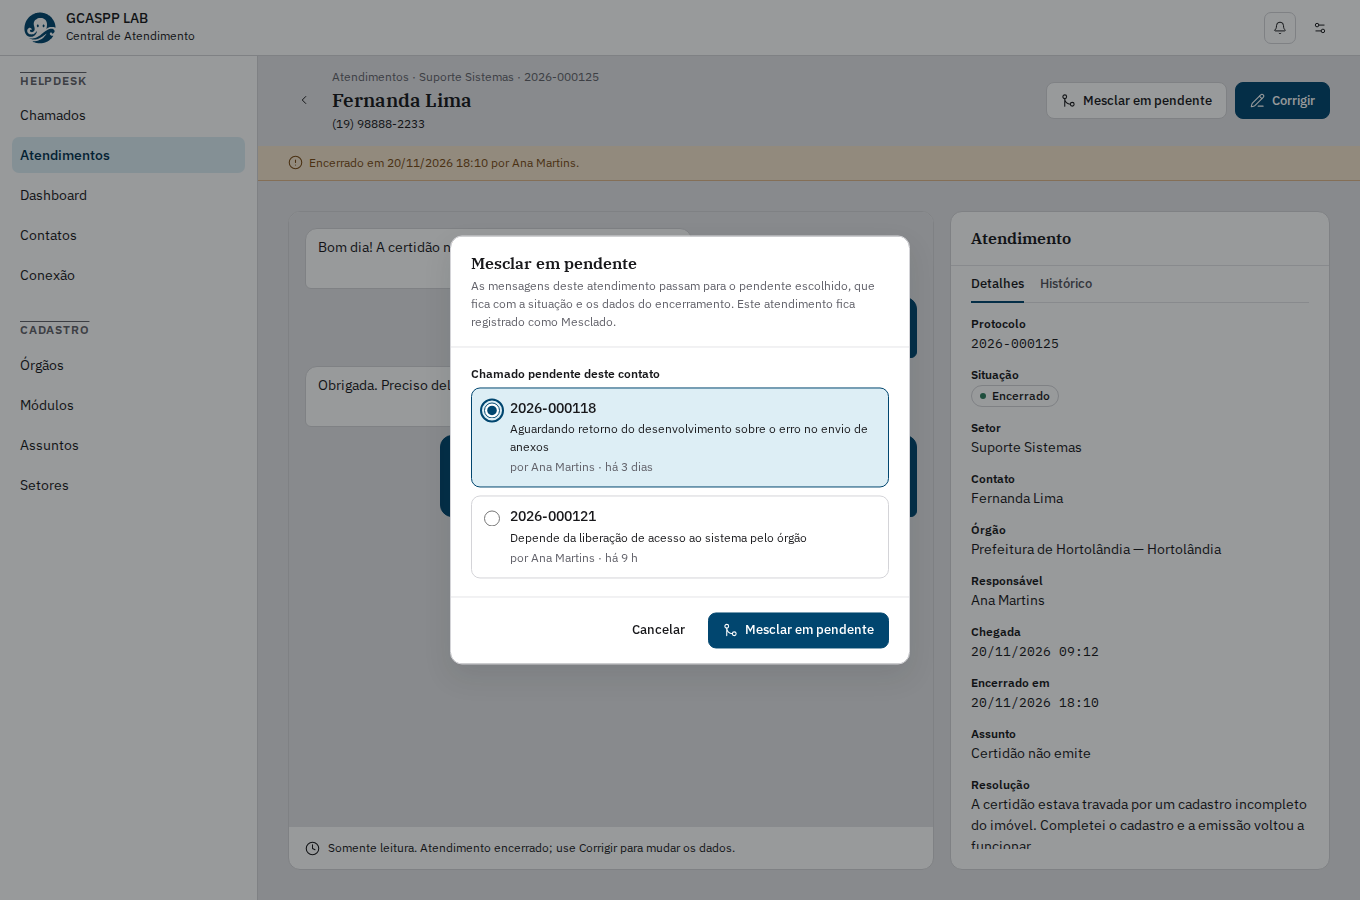 GCASPP LAB
Central de Atendimento
HELPDESK
Chamados
Atendimentos
Dashboard
Contatos
Conexão
CADASTRO
Órgãos
Módulos
Assuntos
Setores
Atendimentos · Suporte Sistemas · 2026-000125
Fernanda Lima
(19) 98888-2233
Mesclar em pendente
Corrigir
Encerrado em 20/11/2026 18:10 por Ana Martins.
Bom dia! A certidão
Obrigada. Preciso
Mesclar em pendente
As mensagens deste atendimento passam para o pendente escolhido, que
fica com a situação e os dados do encerramento. Este atendimento fica
registrado como Mesclado.
Chamado pendente deste contato
2026-000118
Aguardando retorno do desenvolvimento sobre o erro no envio de
anexos
por Ana Martins · há 3 dias
2026-000121
Depende da liberação de acesso ao sistema pelo órgão
por Ana Martins · há 9 h
Cancelar
Mesclar em pendente
Somente leitura. Atendimento encerrado; use Corrigir para mudar os dados.
Atendimento
Detalhes
Histórico
Protocolo
2026-000125
Situação
Encerrado
Setor
Suporte Sistemas
Contato
Fernanda Lima
Órgão
Prefeitura de Hortolândia — Hortolândia
Responsável
Ana Martins
Chegada
20/11/2026 09:12
Encerrado em
20/11/2026 18:10
Assunto
Certidão não emite
Resolução
A certidão estava travada por um cadastro incompleto
do imóvel. Completei o cadastro e a emissão voltou a
funcionar